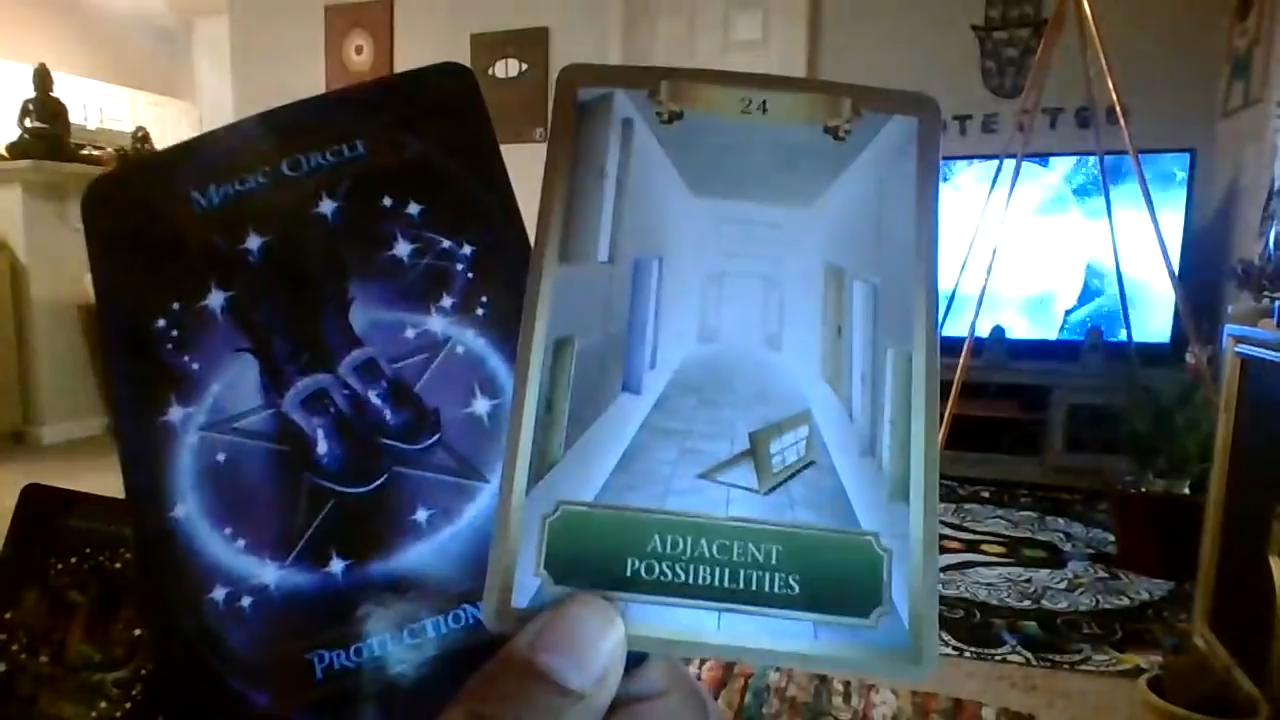 Magic Circle
Protection
24
ADJACENT
POSSIBILITIES